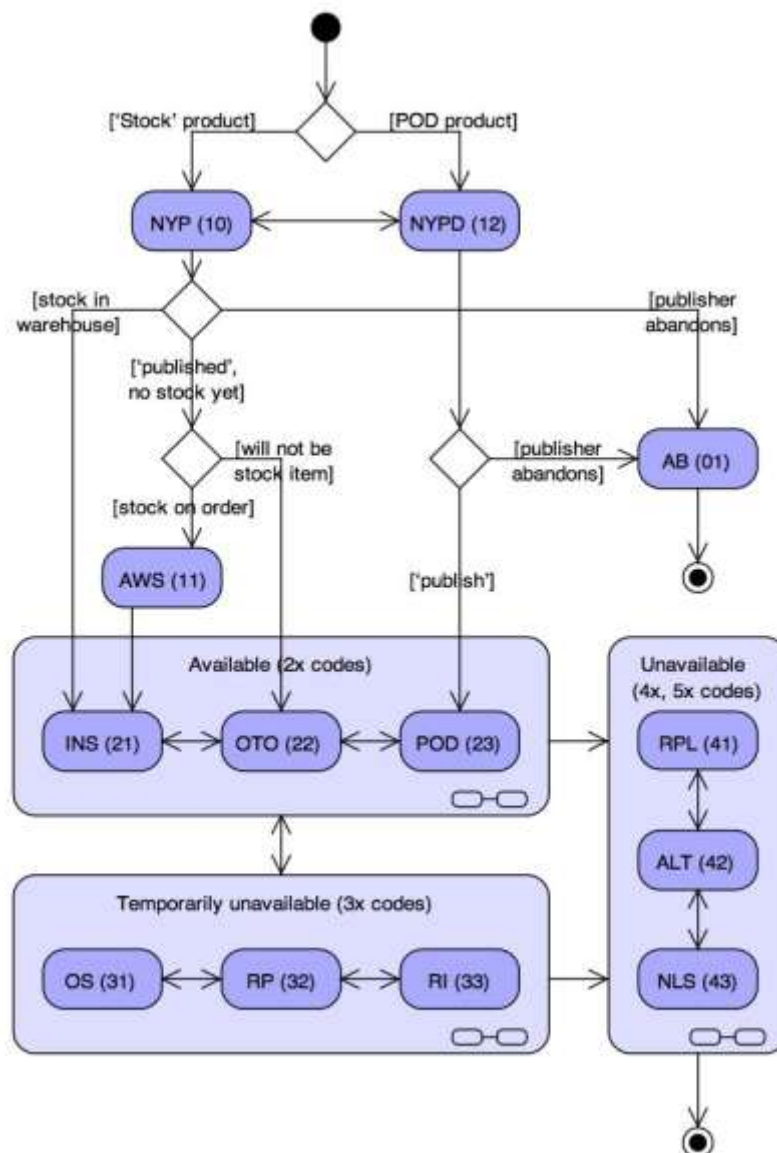 ['Stock' product]
[POD product]
NYP (10)
NYPD (12)
[stock in
warehouse]
[publisher
abandons]
['published',
no stock yet]
[will not be
stock item]
[publisher
abandons]
AB (01)
[stock on order]
AWS (11)
['publish']
Available (2x codes)
INS (21)
OTO (22)
POD (23)
Unavailable
(4x, 5x codes)
RPL (41)
ALT (42)
NLS (43)
Temporarily unavailable (3x codes)
OS (31)
RP (32)
RI (33)